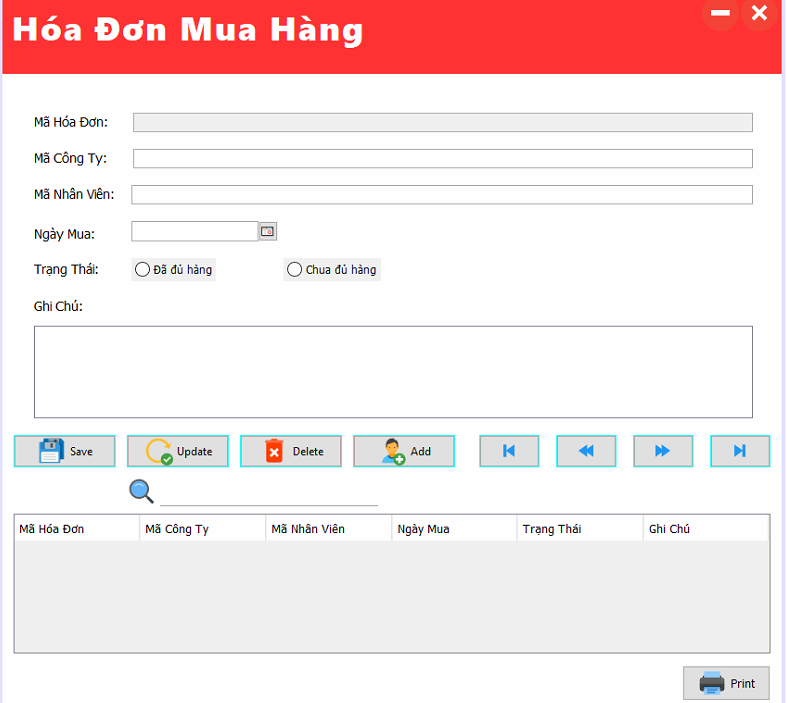 Hóa Đơn Mua Hàng
Mã Hóa Đơn:
Mã Công Ty:
Mã Nhân Viên:
Ngày Mua:
Trạng Thái: Đã đủ hàng Chua đủ hàng
Ghi Chú:
Save Update Delete Add
Mã Hóa Đơn Mã Công Ty Mã Nhân Viên Ngày Mua Trạng Thái Ghi Chú
Print